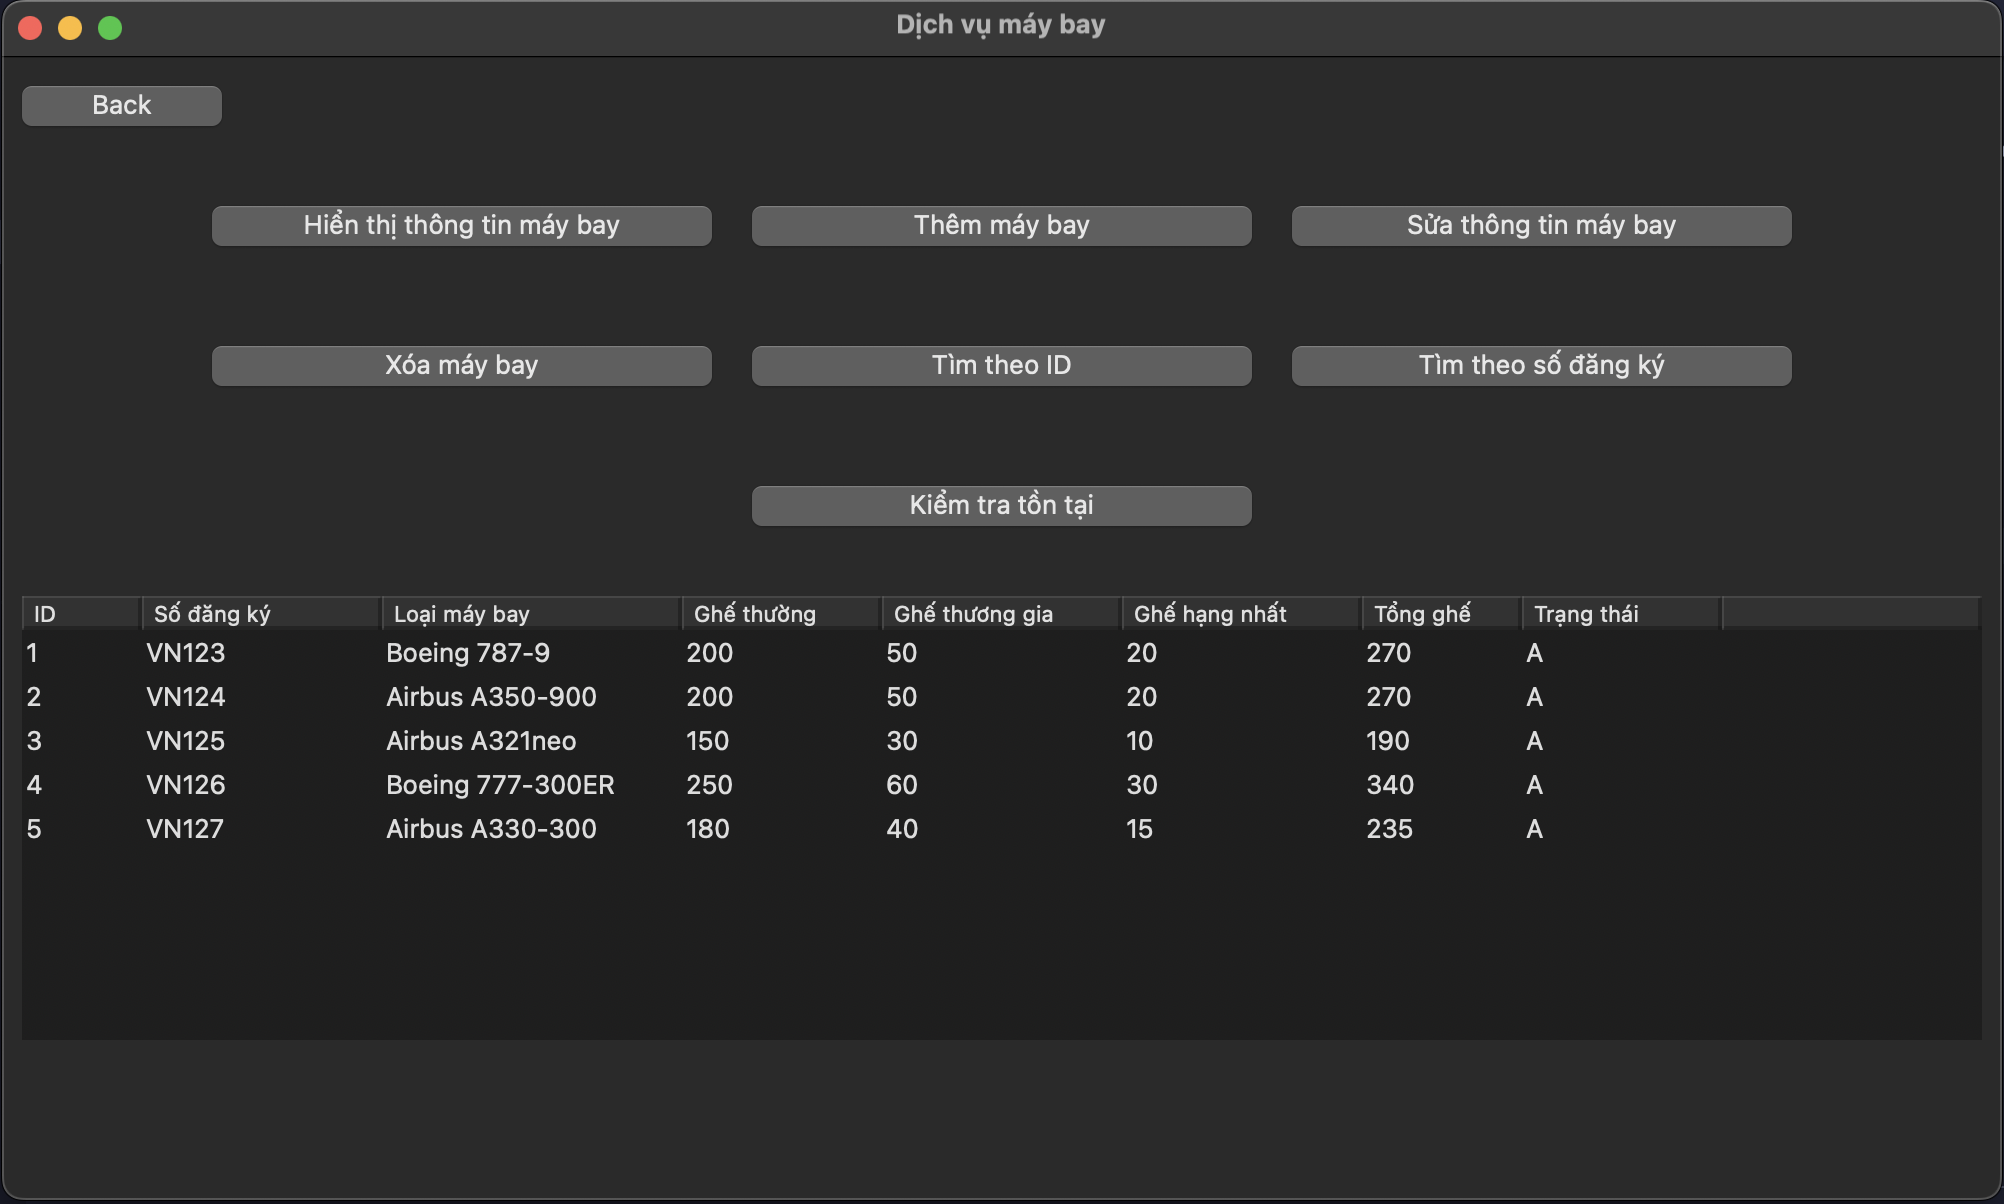 Dịch vụ máy bay
Back
Hiển thị thông tin máy bay Thêm máy bay Sửa thông tin máy bay
Xóa máy bay Tìm theo ID Tìm theo số đăng ký
Kiểm tra tồn tại
ID Số đăng ký Loại máy bay Ghế thường Ghế thương gia Ghế hạng nhất Tổng ghế Trạng thái
1 VN123 Boeing 787-9 200 50 20 270 A
2 VN124 Airbus A350-900 200 50 20 270 A
3 VN125 Airbus A321neo 150 30 10 190 A
4 VN126 Boeing 777-300ER 250 60 30 340 A
5 VN127 Airbus A330-300 180 40 15 235 A